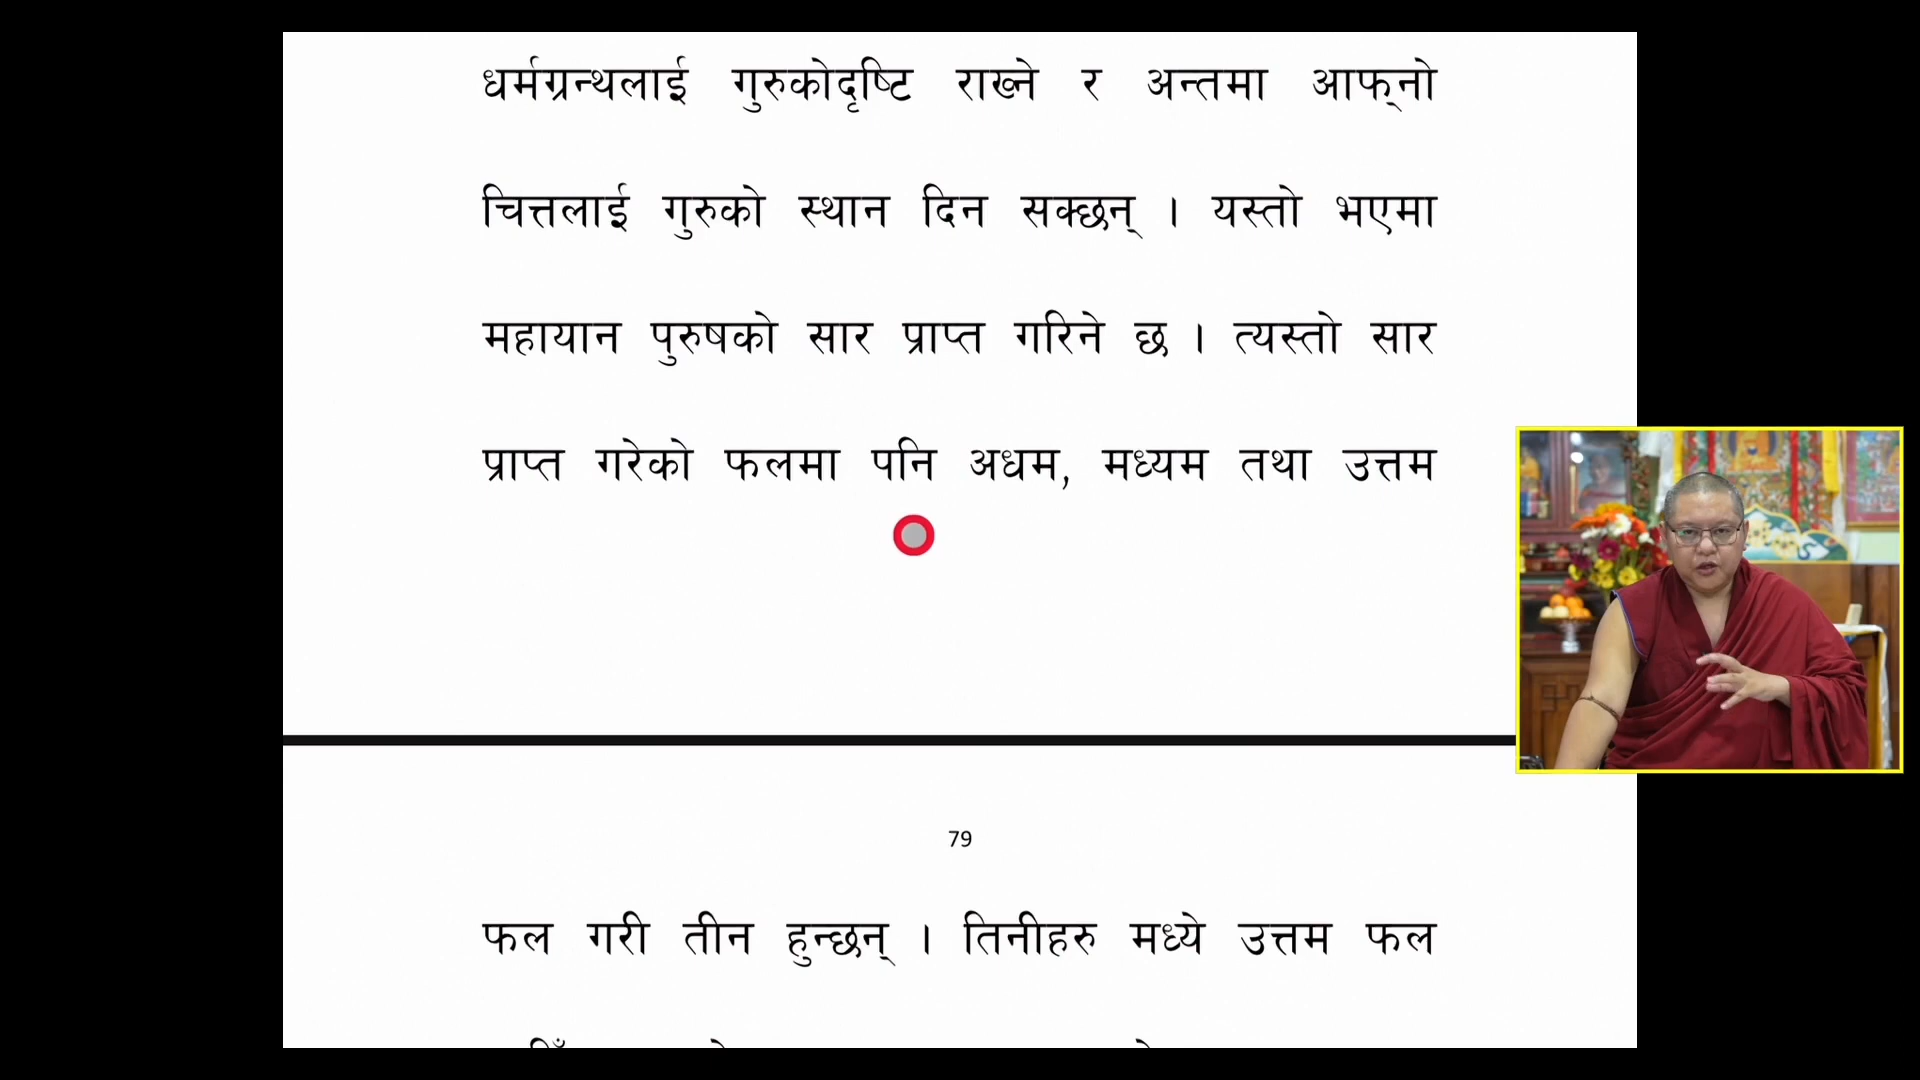 धर्मग्रन्थलाई गुरुकोदृष्टि राख्ने र अन्तमा आफ्‌नो
चित्तलाई गुरुको स्थान दिन सक्छन् । यस्तो भएमा
महायान पुरुषको सार प्राप्त गरिने छ । त्यस्तो सार
प्राप्त गरेको फलमा पनि अधम, मध्यम तथा उत्तम
79
फल गरी तीन हुन्छन् । तिनीहरु मध्ये उत्तम फल